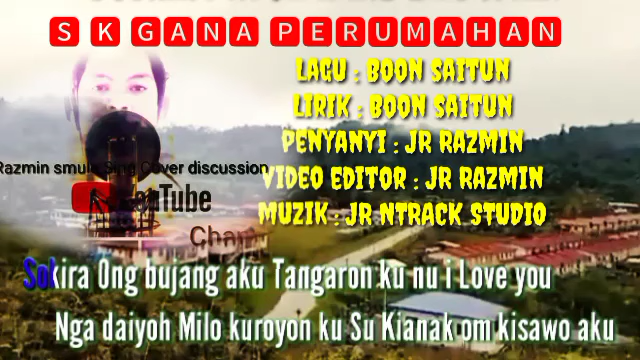 S K GANA PERUMAHAN
LAGU : BOON SAITUN
LIRIK : BOON SAITUN
PENYANYI : JR RAZMIN
Razmin smule Sing Cover discussion
VIDEO EDITOR : JR RAZMIN
YouTube
MUZIK : JR NTRACK STUDIO
Sokira Ong bujang aku Tangaron ku nu i Love you
Nga daiyoh Milo kuroyon ku Su Kianak om kisawo aku